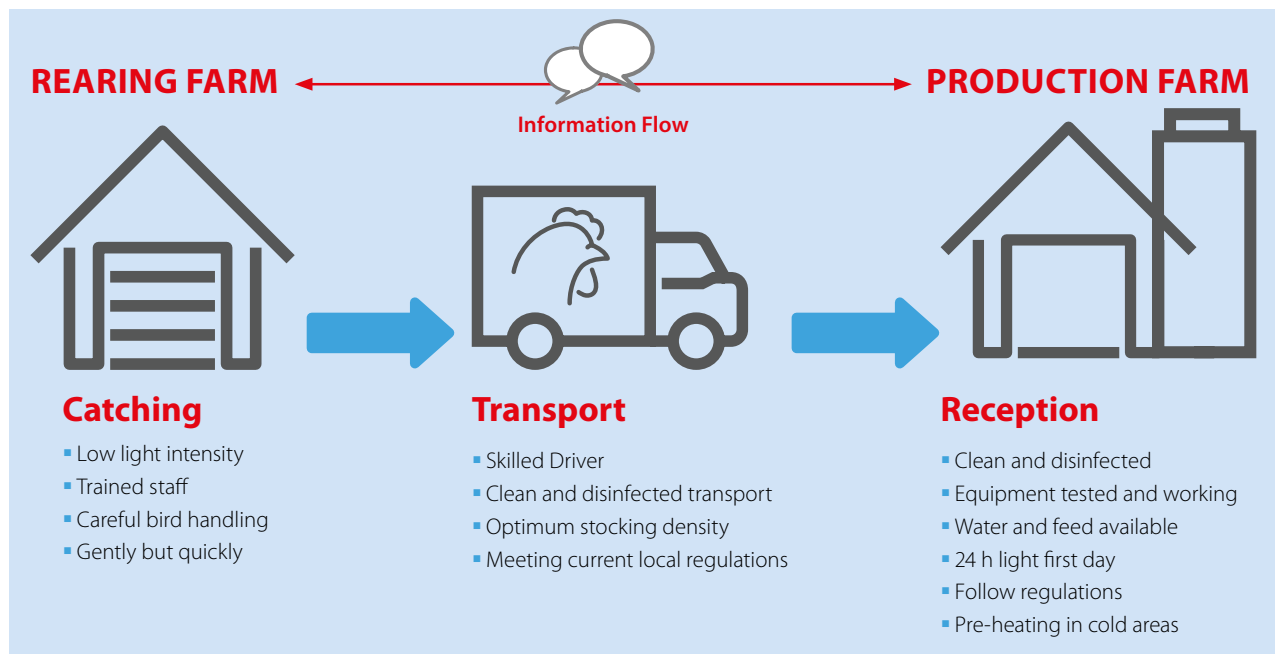 REARING FARM
PRODUCTION FARM
Information Flow
Catching
▪ Low light intensity
▪ Trained staff
▪ Careful bird handling
▪ Gently but quickly
Transport
▪ Skilled Driver
▪ Clean and disinfected transport
▪ Optimum stocking density
▪ Meeting current local regulations
Reception
▪ Clean and disinfected
▪ Equipment tested and working
▪ Water and feed available
▪ 24 h light first day
▪ Follow regulations
▪ Pre-heating in cold areas